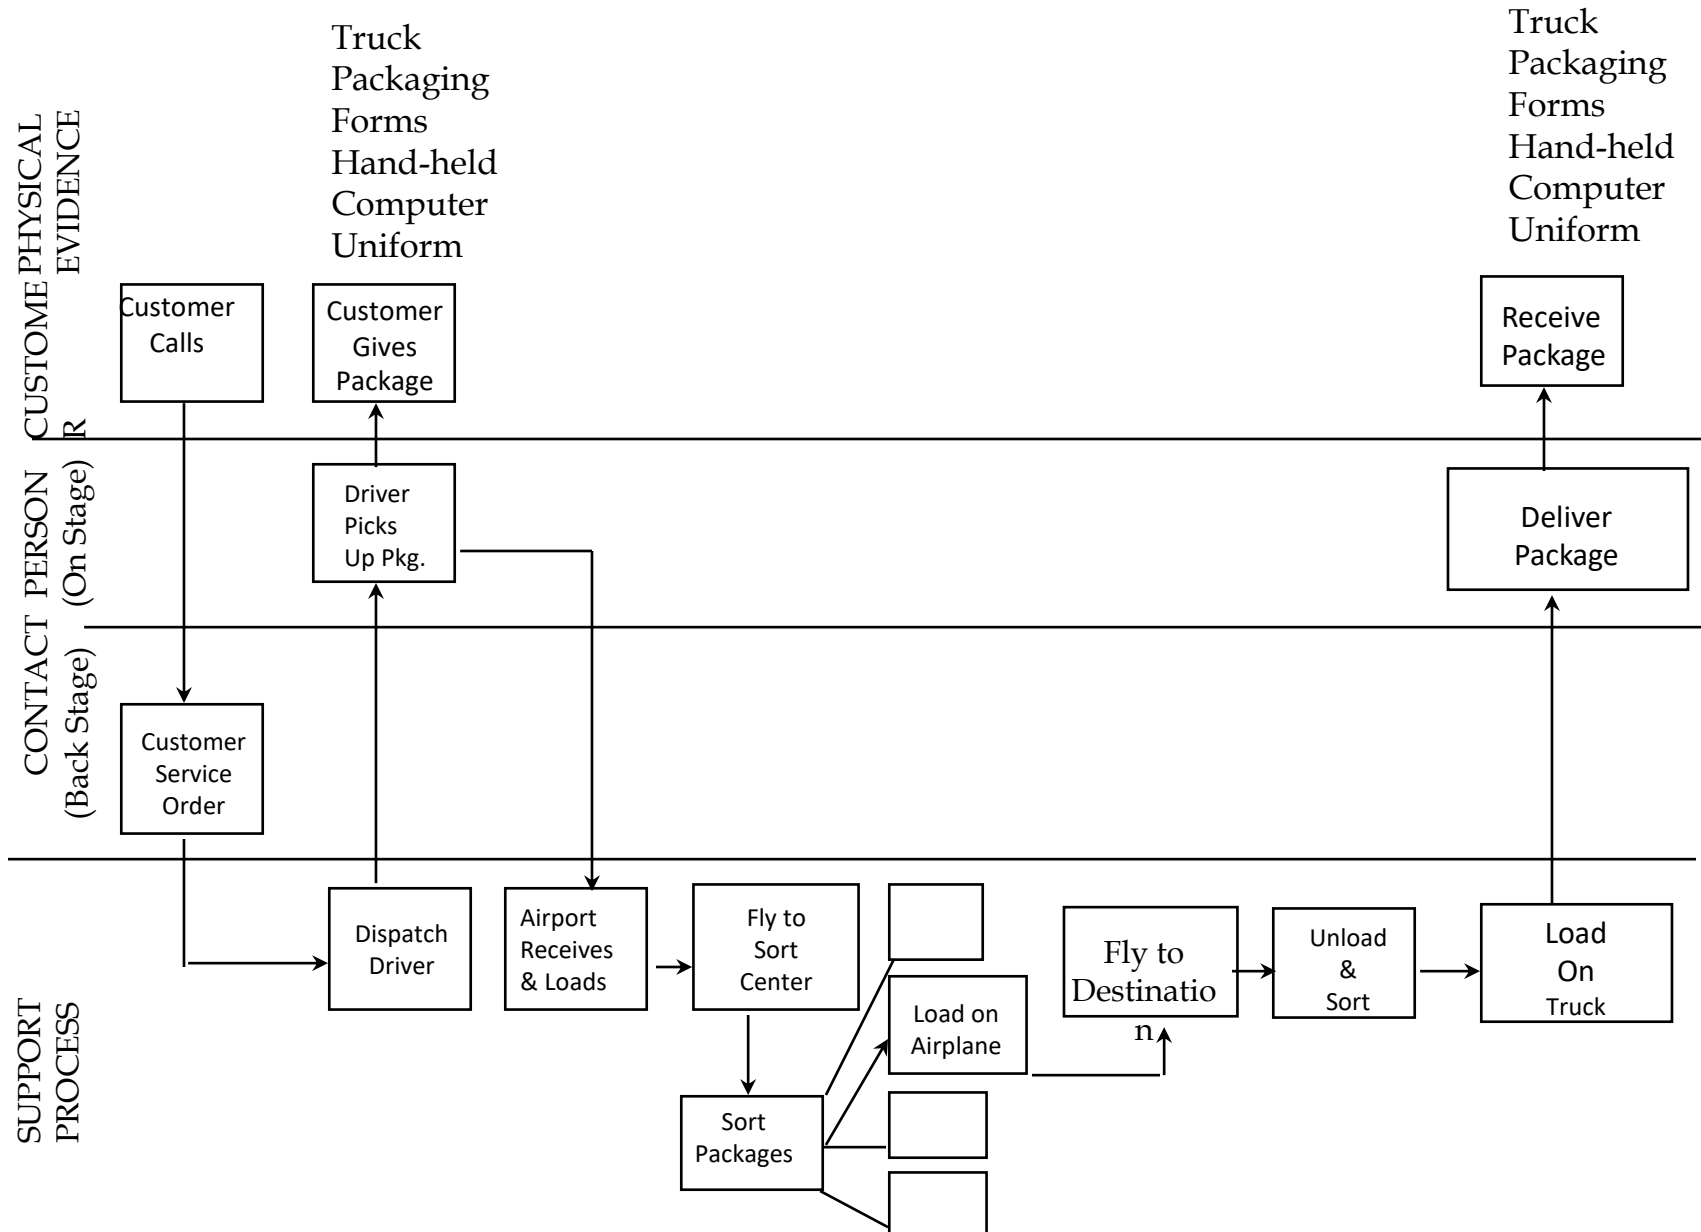 Truck
Packaging
Forms
Hand-held
Computer
Uniform
Truck
Packaging
Forms
Hand-held
Computer
Uniform
PHYSICAL
EVIDENCE
CUSTOME
R
Customer
Calls
Customer
Gives
Package
Receive
Package
CONTACT PERSON
(On Stage)
(Back Stage)
Driver
Picks
Up Pkg.
Deliver
Package
Customer
Service
Order
SUPPORT
PROCESS
Dispatch
Driver
Airport
Receives
& Loads
Fly to
Sort
Center
Sort
Packages
Load on
Airplane
Fly to
Destinatio
n
Unload
&
Sort
Load
On
Truck